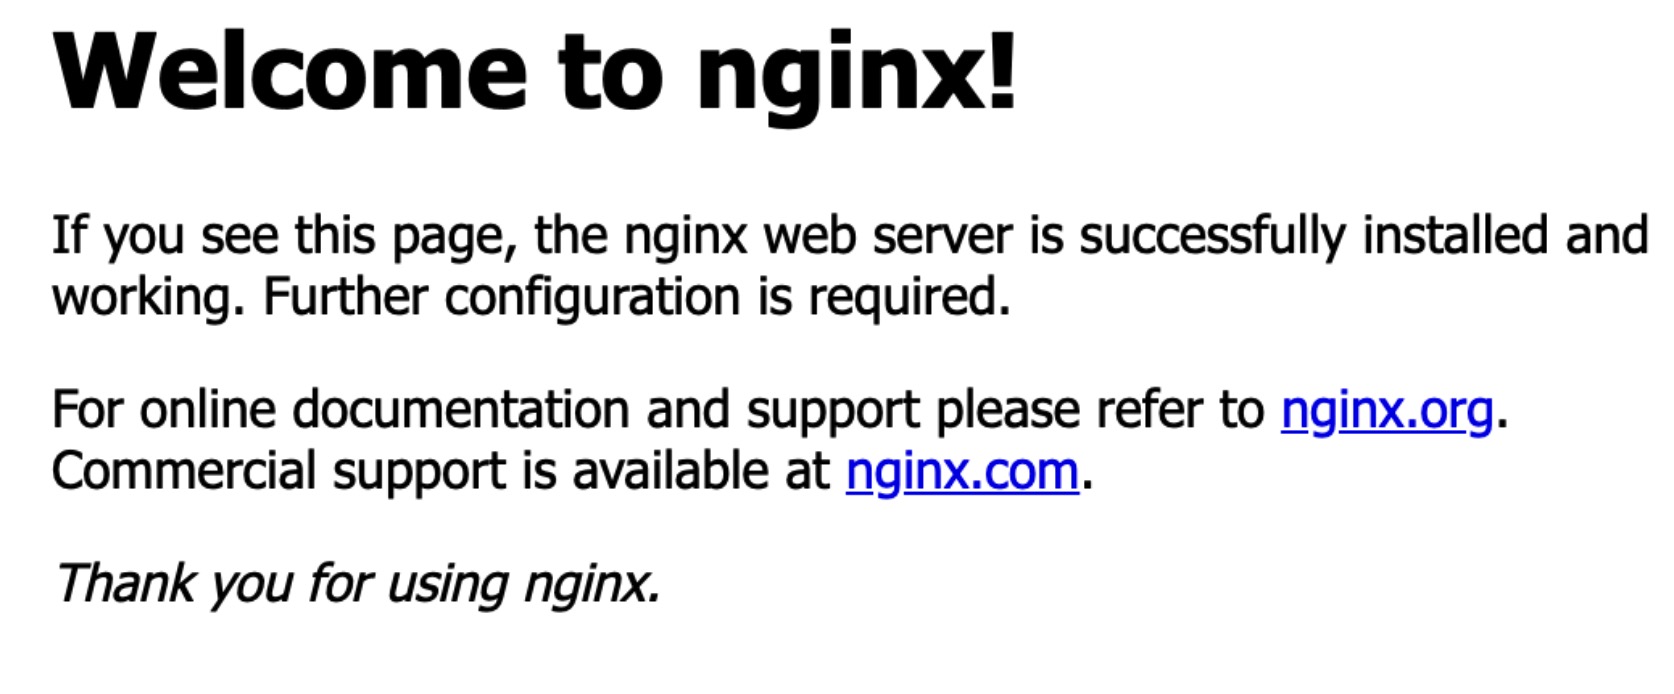 Welcome to nginx!
If you see this page, the nginx web server is successfully installed and
working. Further configuration is required.
For online documentation and support please refer to nginx.org.
Commercial support is available at nginx.com.
Thank you for using nginx.